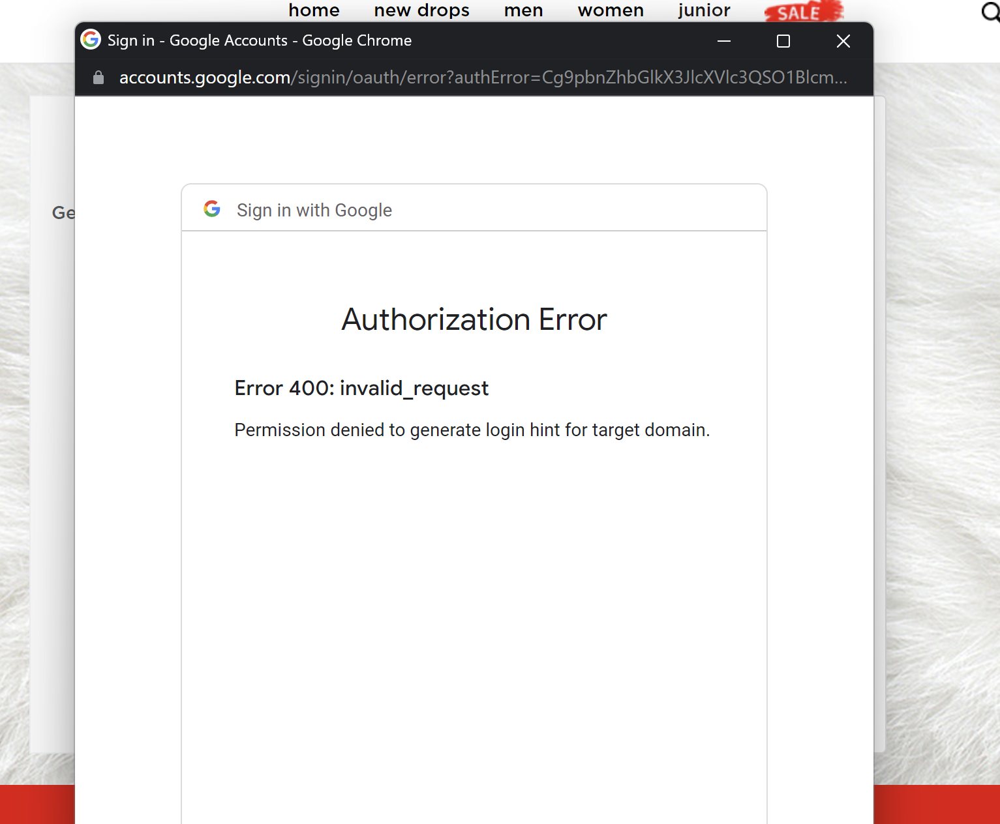 home new drops men women junior SALE
Sign in - Google Accounts - Google Chrome
accounts.google.com/signin/oauth/error?authError=Cg9pbnZhbGlkX3JlcXVlc3QSO1Blcm...
Ge
Sign in with Google
Authorization Error
Error 400: invalid_request
Permission denied to generate login hint for target domain.